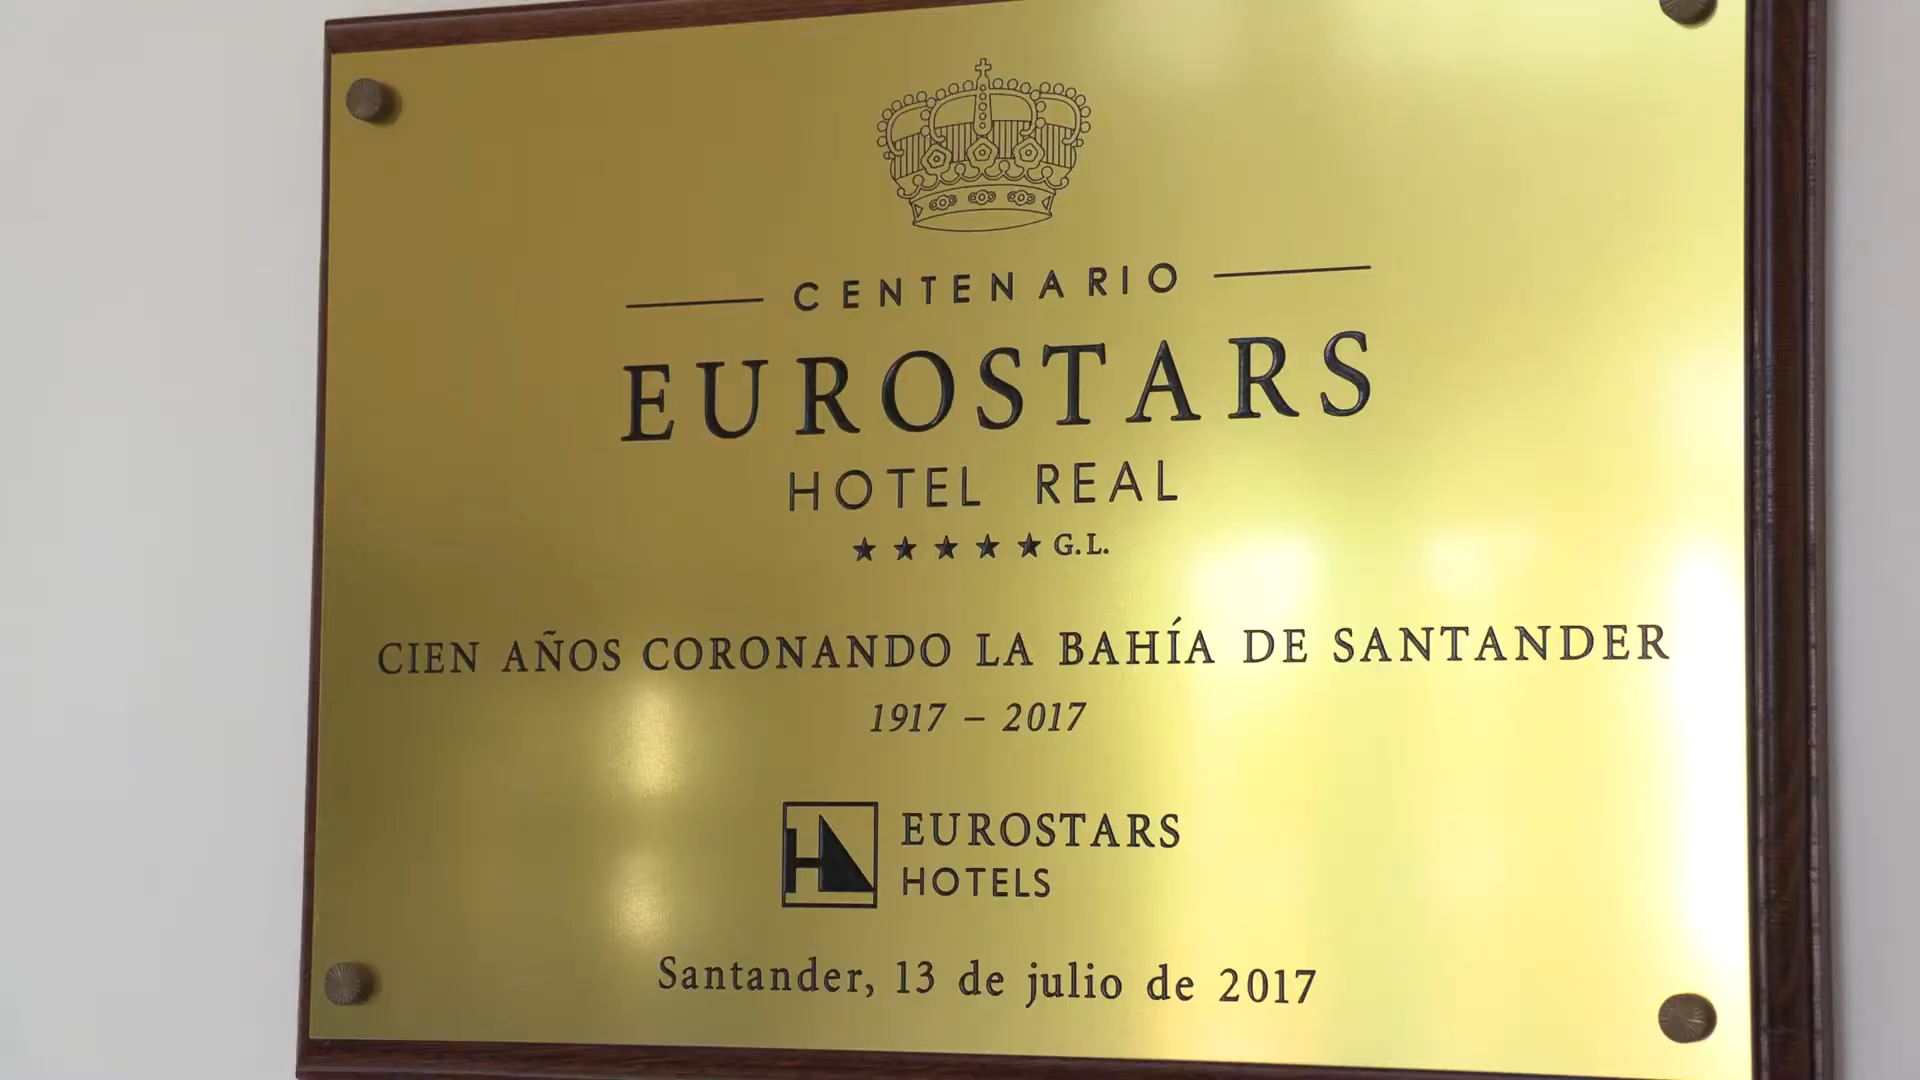 CENTENARIO
EUROSTARS
HOTEL REAL
★★★★★ G.L.
CIEN AÑOS CORONANDO LA BAHÍA DE SANTANDER
1917 – 2017
EUROSTARS
HOTELS
Santander, 13 de julio de 2017